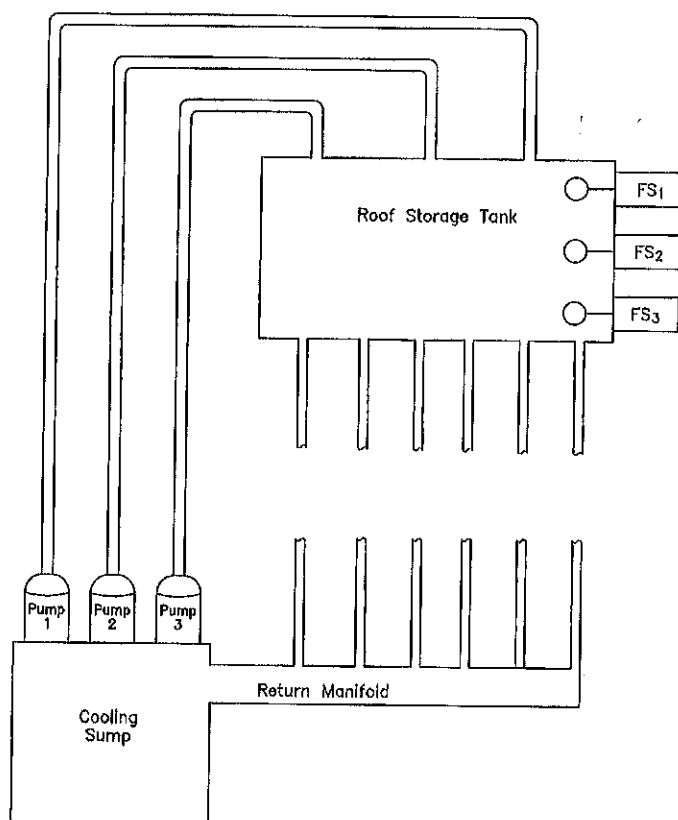 FS1
Roof Storage Tank
FS2
FS3
Pump
1
Pump
2
Pump
3
Return Manifold
Cooling
Sump